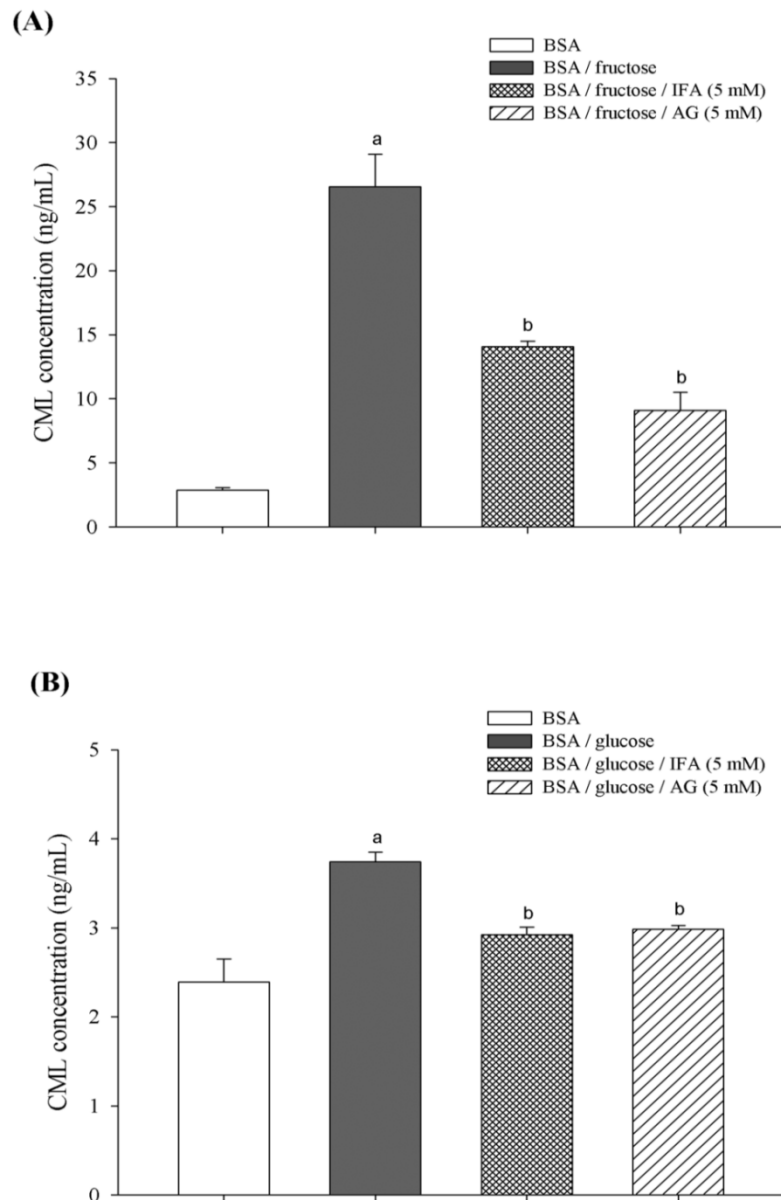 (A)
BSA
BSA / fructose
BSA / fructose / IFA (5 mM)
BSA / fructose / AG (5 mM)
CML concentration (ng/mL)
35
30
25
20
15
10
5
0
a
b
b
(B)
BSA
BSA / glucose
BSA / glucose / IFA (5 mM)
BSA / glucose / AG (5 mM)
CML concentration (ng/mL)
5
4
3
2
1
0
a
b
b